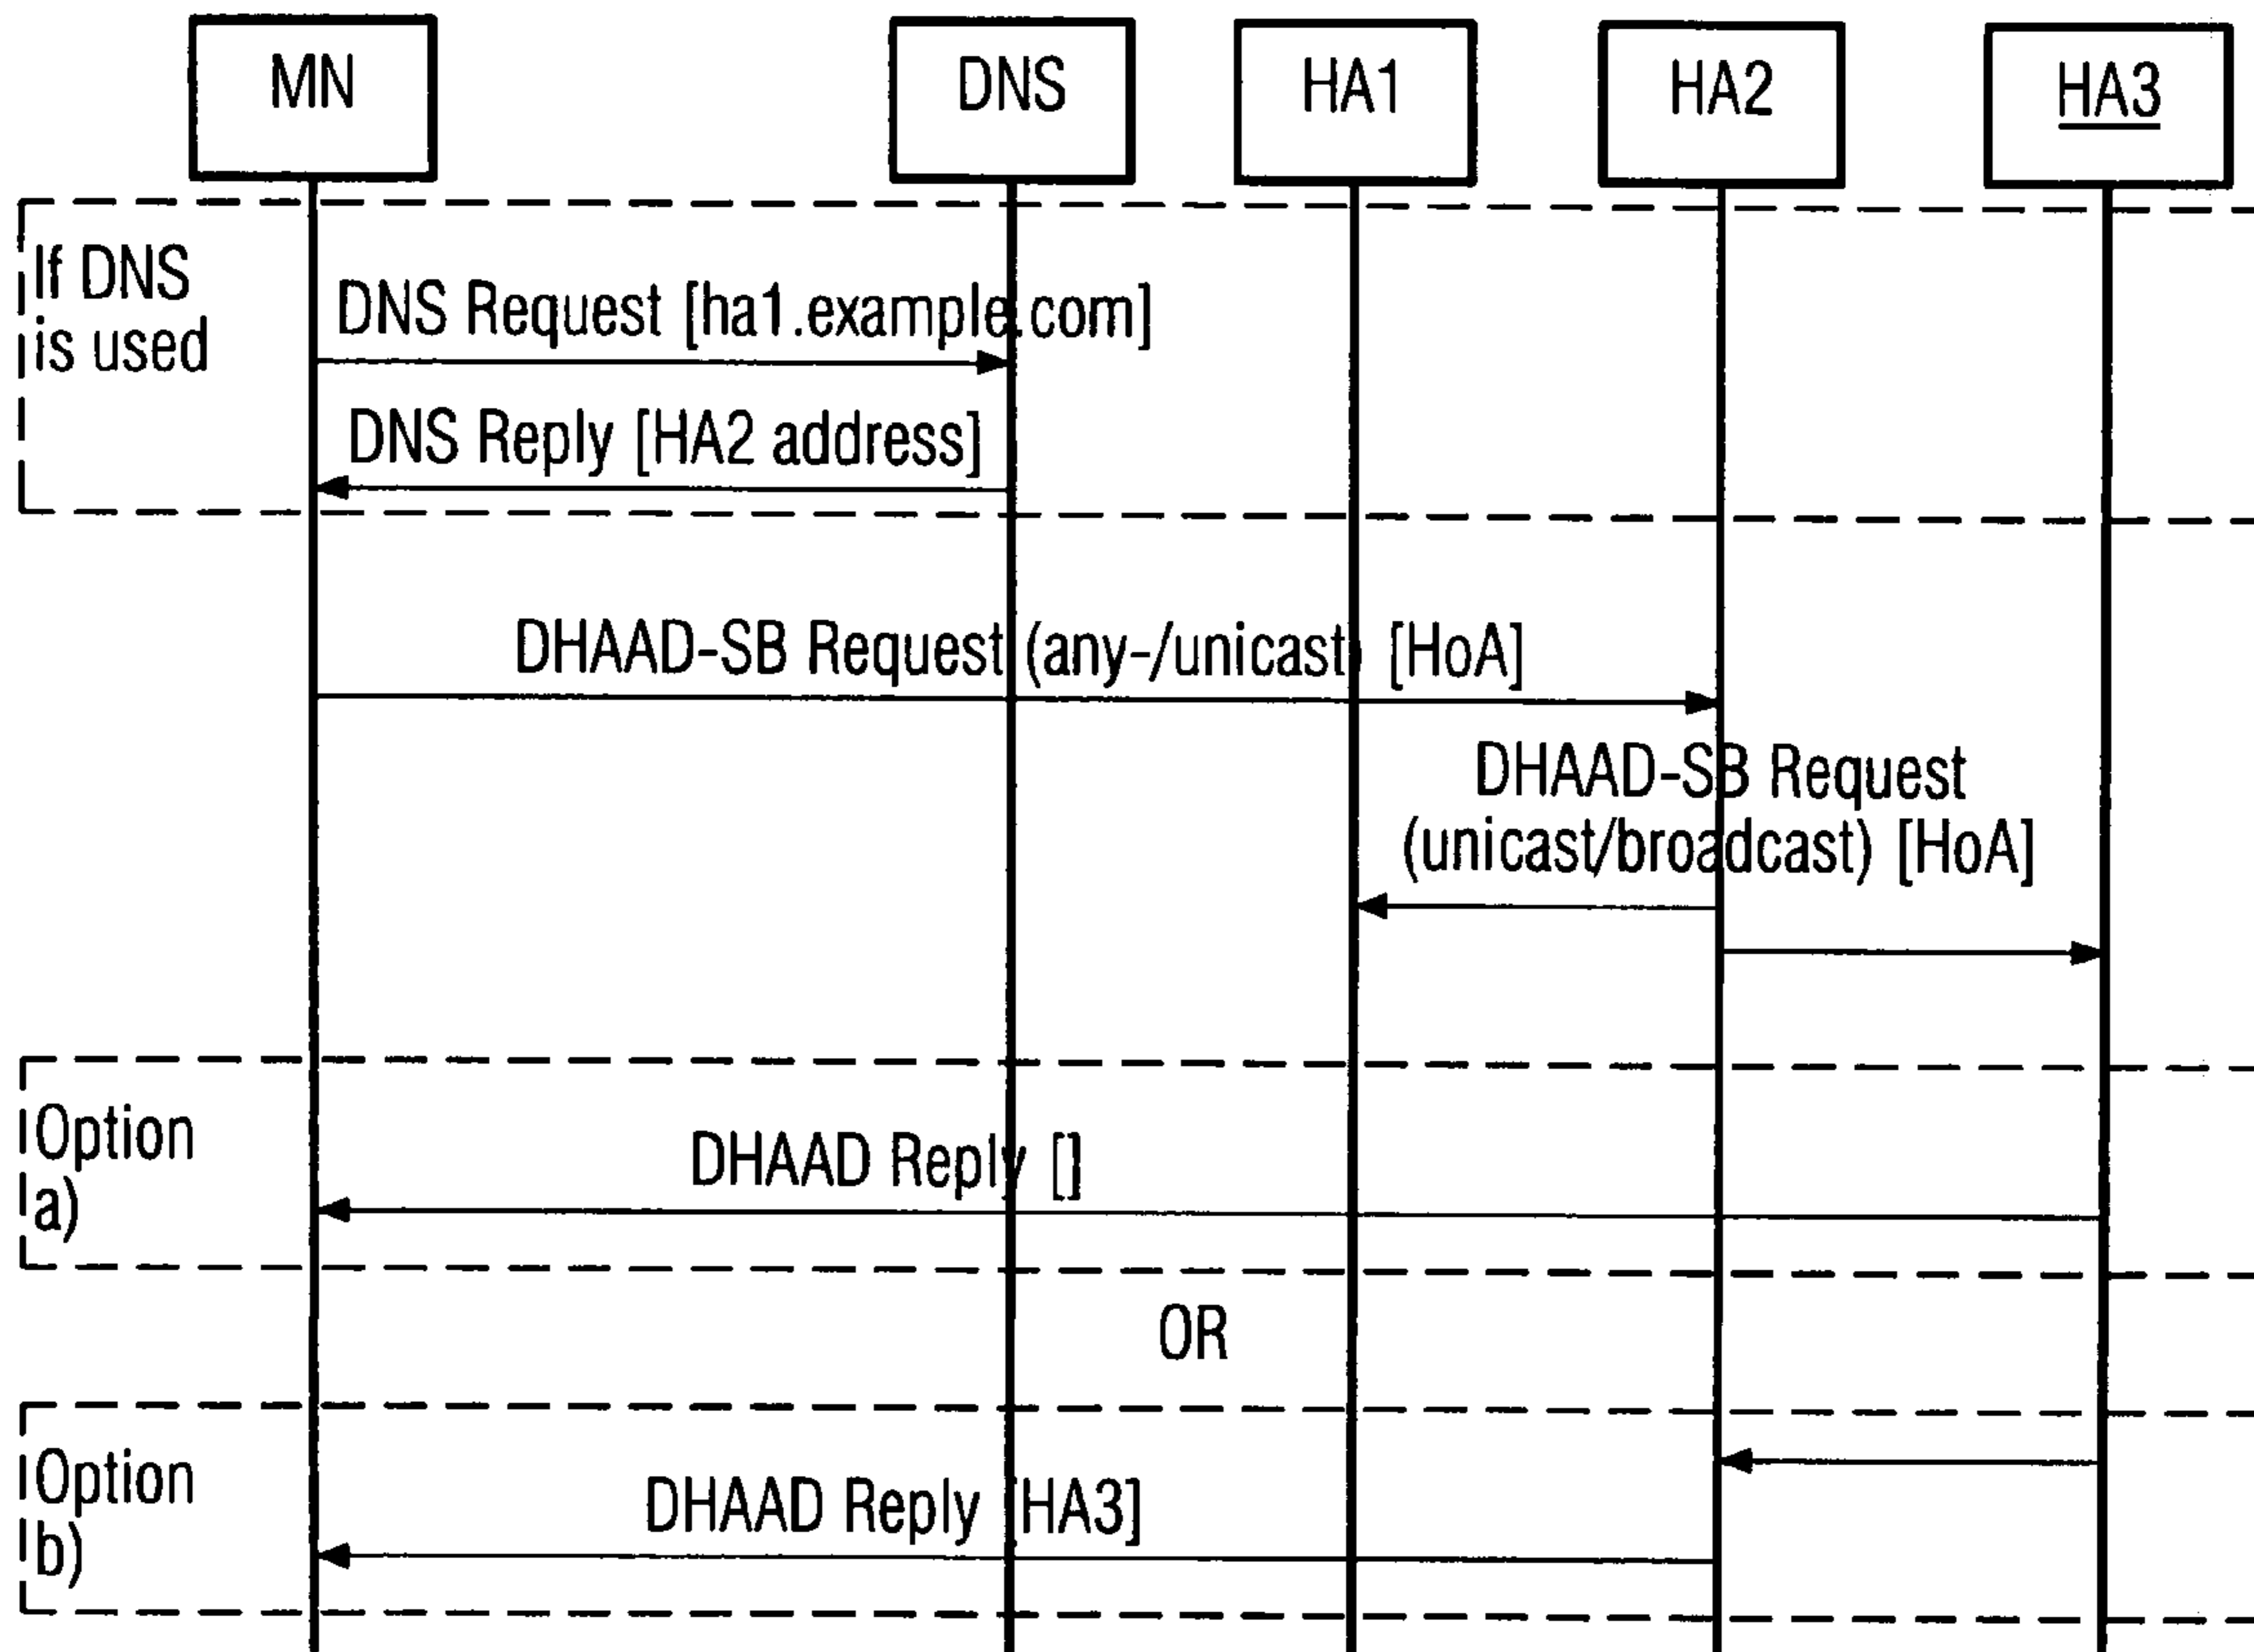 MN
DNS
HA1
HA2
HA3
If DNS
is used
DNS Request [ha1.example.com]
DNS Reply [HA2 address]
DHAAD-SB Request (any-/unicast) [HoA]
DHAAD-SB Request
(unicast/broadcast) [HoA]
Option
a)
DHAAD Reply []
OR
Option
b)
DHAAD Reply [HA3]